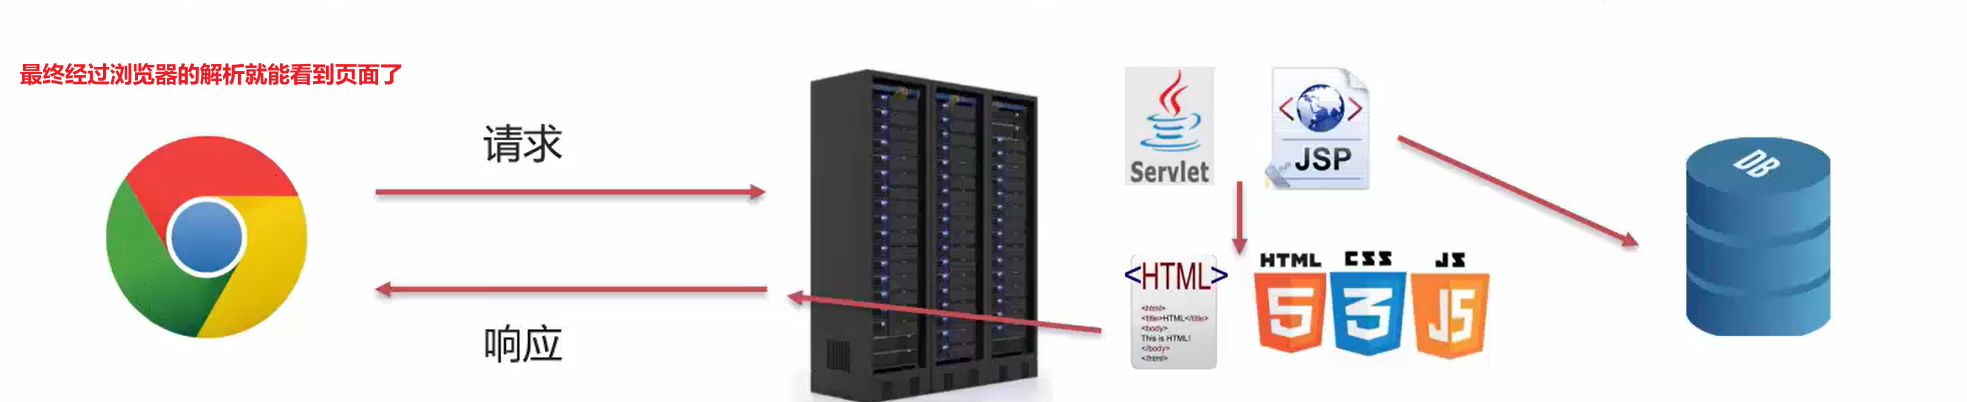 最终经过浏览器的解析就能看到页面了
请求
响应
Servlet
JSP
DB
<HTML>
<html>
<title>HTML</title>
<body>
This is HTML!
</body>
</html>
HTML
5
CSS
3
JS
JS